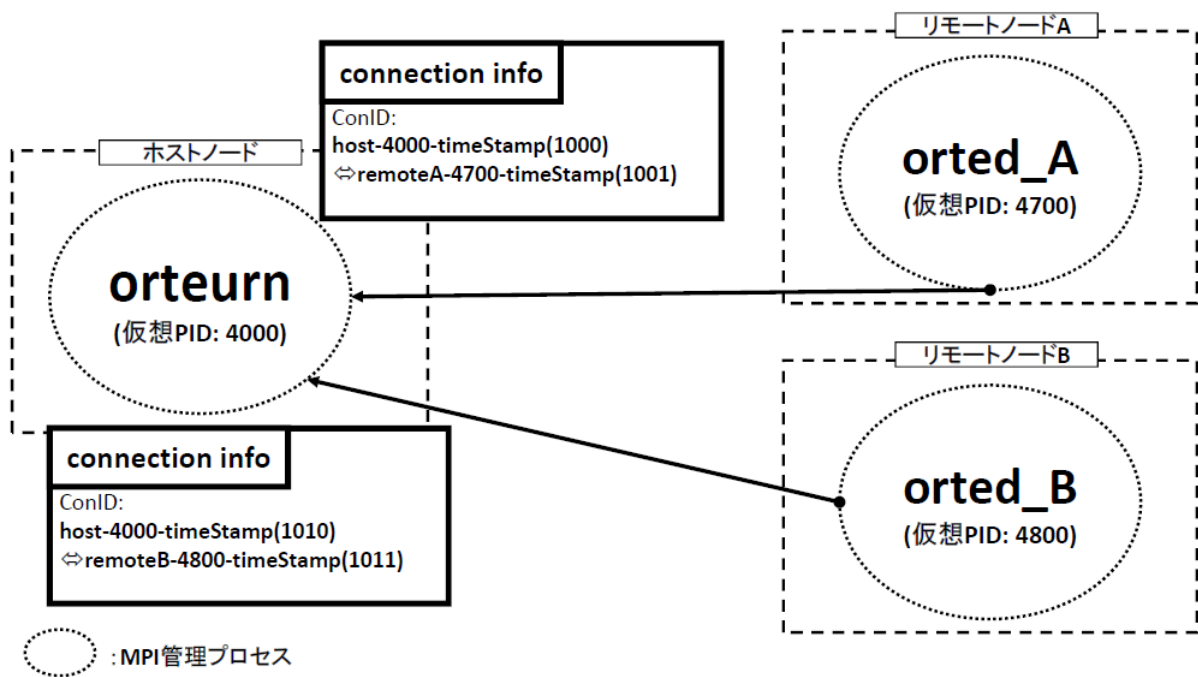 リモートノードA
connection info
ConID:
host-4000-timeStamp(1000)
⇔remoteA-4700-timeStamp(1001)
ホストノード
orted_A
(仮想PID: 4700)
orteurn
(仮想PID: 4000)
リモートノードB
connection info
ConID:
host-4000-timeStamp(1010)
⇔remoteB-4800-timeStamp(1011)
orted_B
(仮想PID: 4800)
:MPI管理プロセス